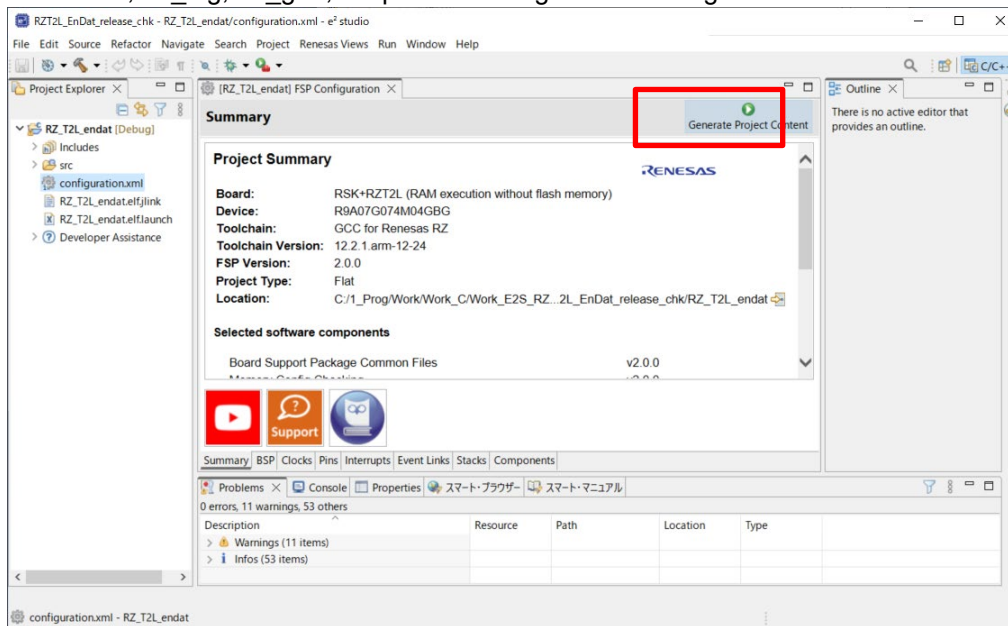 RZT2L_EnDat_release_chk - RZ_T2L_endat/configuration.xml - e² studio
File Edit Source Refactor Navigate Search Project Renesas Views Run Window Help
C/C+
Project Explorer
RZ_T2L_endat [Debug]
Includes
src
configuration.xml
RZ_T2L_endat.elf.jlink
RZ_T2L_endat.elf.launch
Developer Assistance
[RZ_T2L_endat] FSP Configuration
Summary
Generate Project Content
Project Summary
RENESAS
Board: RSK+RZT2L (RAM execution without flash memory)
Device: R9A07G074M04GBG
Toolchain: GCC for Renesas RZ
Toolchain Version: 12.2.1.arm-12-24
FSP Version: 2.0.0
Project Type: Flat
Location: C:/1_Prog/Work/Work_C/Work_E2S_RZ...2L_EnDat_release_chk/RZ_T2L_endat
Selected software components
Board Support Package Common Files v2.0.0
Support
Summary BSP Clocks Pins Interrupts Event Links Stacks Components
Outline
There is no active editor that
provides an outline.
Problems Console Properties スマート・ブラウザー スマート・マニュアル
0 errors, 11 warnings, 53 others
Description Resource Path Location Type
Warnings (11 items)
Infos (53 items)
configuration.xml - RZ_T2L_endat